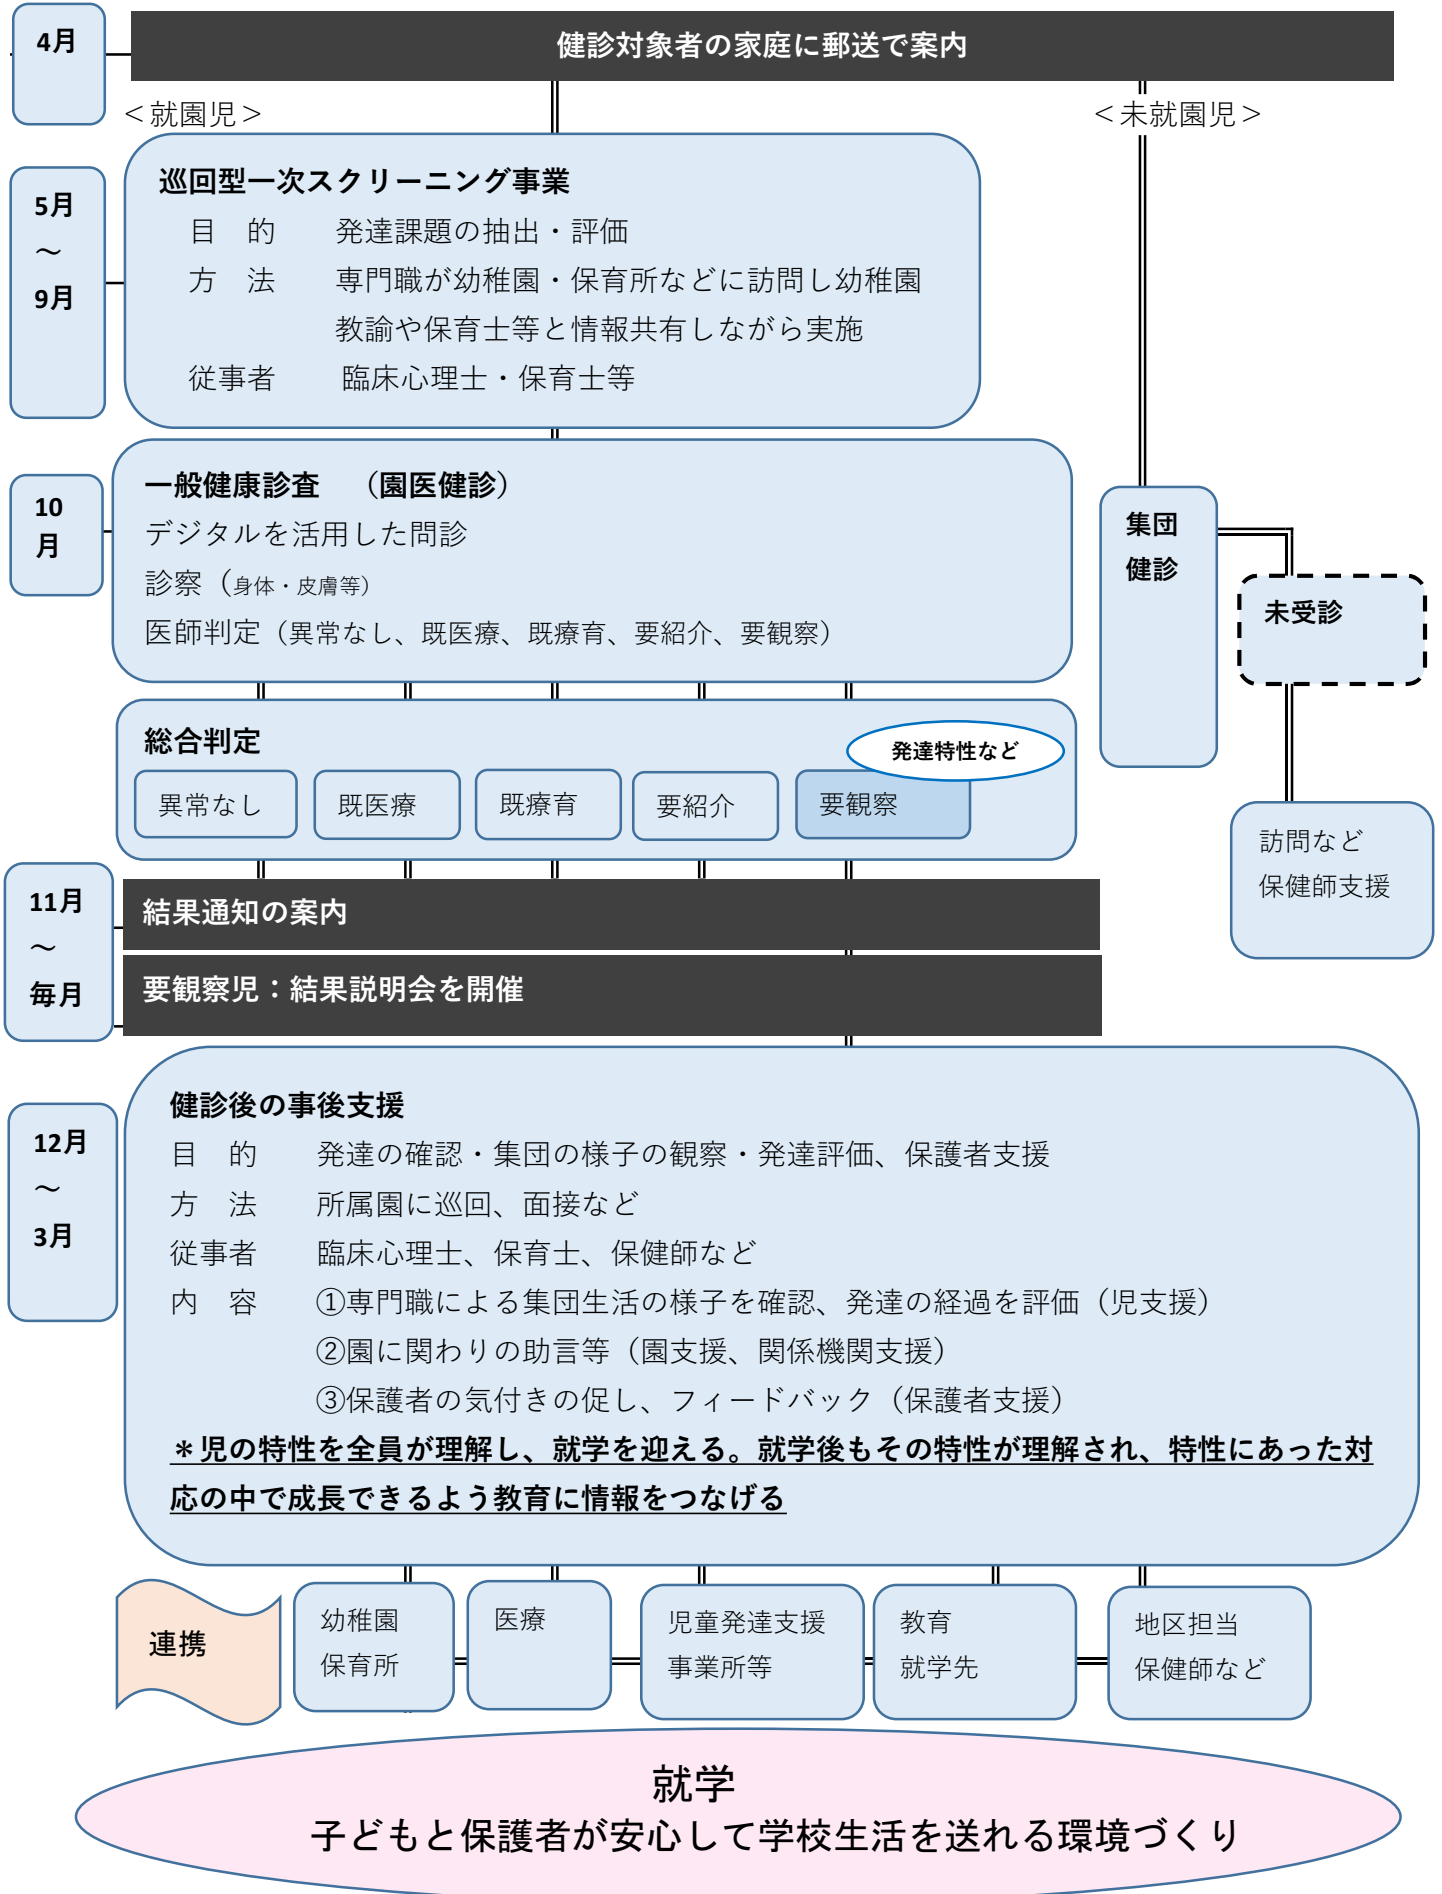 4月
健診対象者の家庭に郵送で案内
＜就園児＞
＜未就園児＞
5月
～
9月
巡回型一次スクリーニング事業
目　的　　発達課題の抽出・評価
方　法　　専門職が幼稚園・保育所などに訪問し幼稚園
教諭や保育士等と情報共有しながら実施
従事者　　臨床心理士・保育士等
10
月
一般健康診査　（園医健診）
デジタルを活用した問診
診察（身体・皮膚等）
医師判定（異常なし、既医療、既療育、要紹介、要観察）
集団
健診
未受診
訪問など
保健師支援
総合判定
発達特性など
異常なし
既医療
既療育
要紹介
要観察
11月
～
毎月
結果通知の案内
要観察児：結果説明会を開催
12月
～
3月
健診後の事後支援
目　的　　発達の確認・集団の様子の観察・発達評価、保護者支援
方　法　　所属園に巡回、面接など
従事者　　臨床心理士、保育士、保健師など
内　容　　①専門職による集団生活の様子を確認、発達の経過を評価（児支援）
②園に関わりの助言等（園支援、関係機関支援）
③保護者の気付きの促し、フィードバック（保護者支援）
＊児の特性を全員が理解し、就学を迎える。就学後もその特性が理解され、特性にあった対
応の中で成長できるよう教育に情報をつなげる
連携
幼稚園
保育所
医療
児童発達支援
事業所等
教育
就学先
地区担当
保健師など
就学
子どもと保護者が安心して学校生活を送れる環境づくり